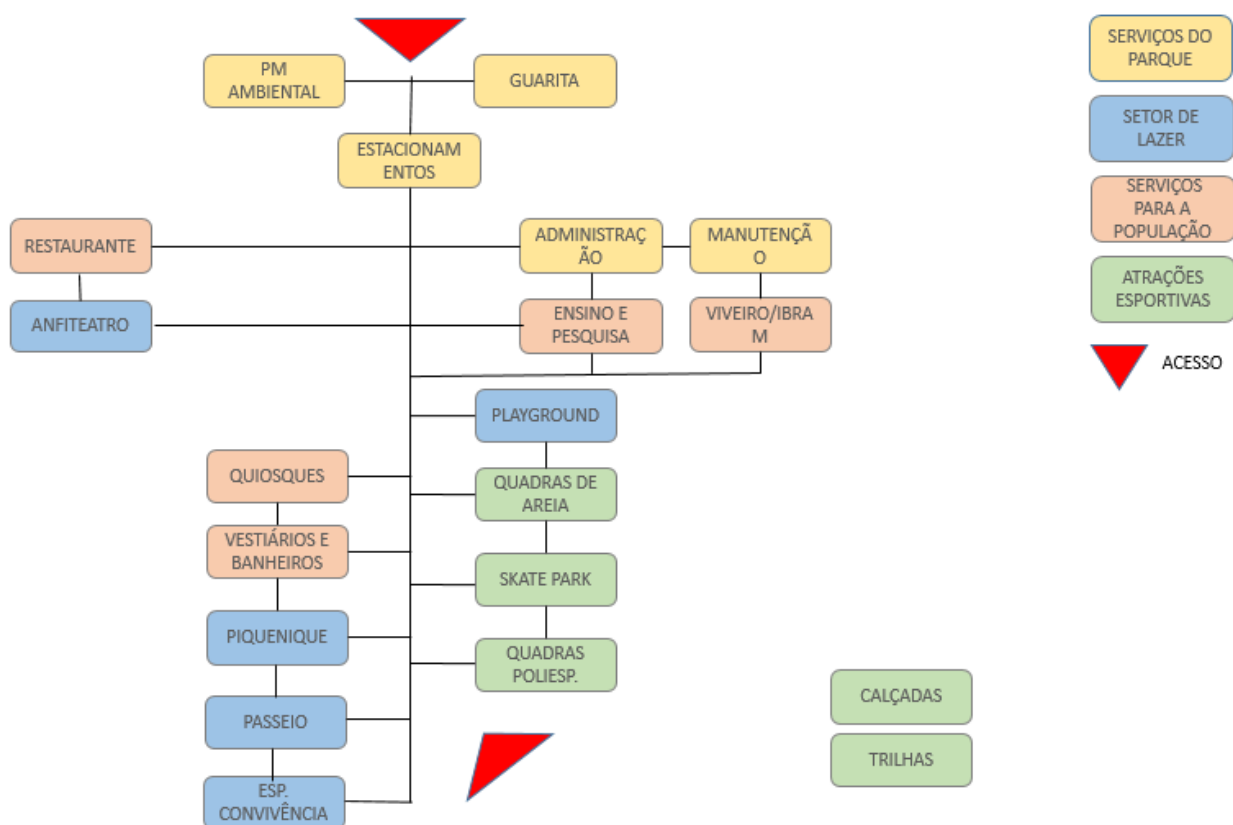 PM
AMBIENTAL
GUARITA
ESTACIONAM
ENTOS
RESTAURANTE
ADMINISTRAÇ
ÃO
MANUTENÇÃ
O
ANFITEATRO
ENSINO E
PESQUISA
VIVEIRO/IBRA
M
PLAYGROUND
QUIOSQUES
QUADRAS DE
AREIA
VESTIÁRIOS E
BANHEIROS
SKATE PARK
PIQUENIQUE
QUADRAS
POLIESP.
PASSEIO
ESP.
CONVIVÊNCIA
CALÇADAS
TRILHAS
SERVIÇOS DO
PARQUE
SETOR DE
LAZER
SERVIÇOS
PARA A
POPULAÇÃO
ATRAÇÕES
ESPORTIVAS
ACESSO